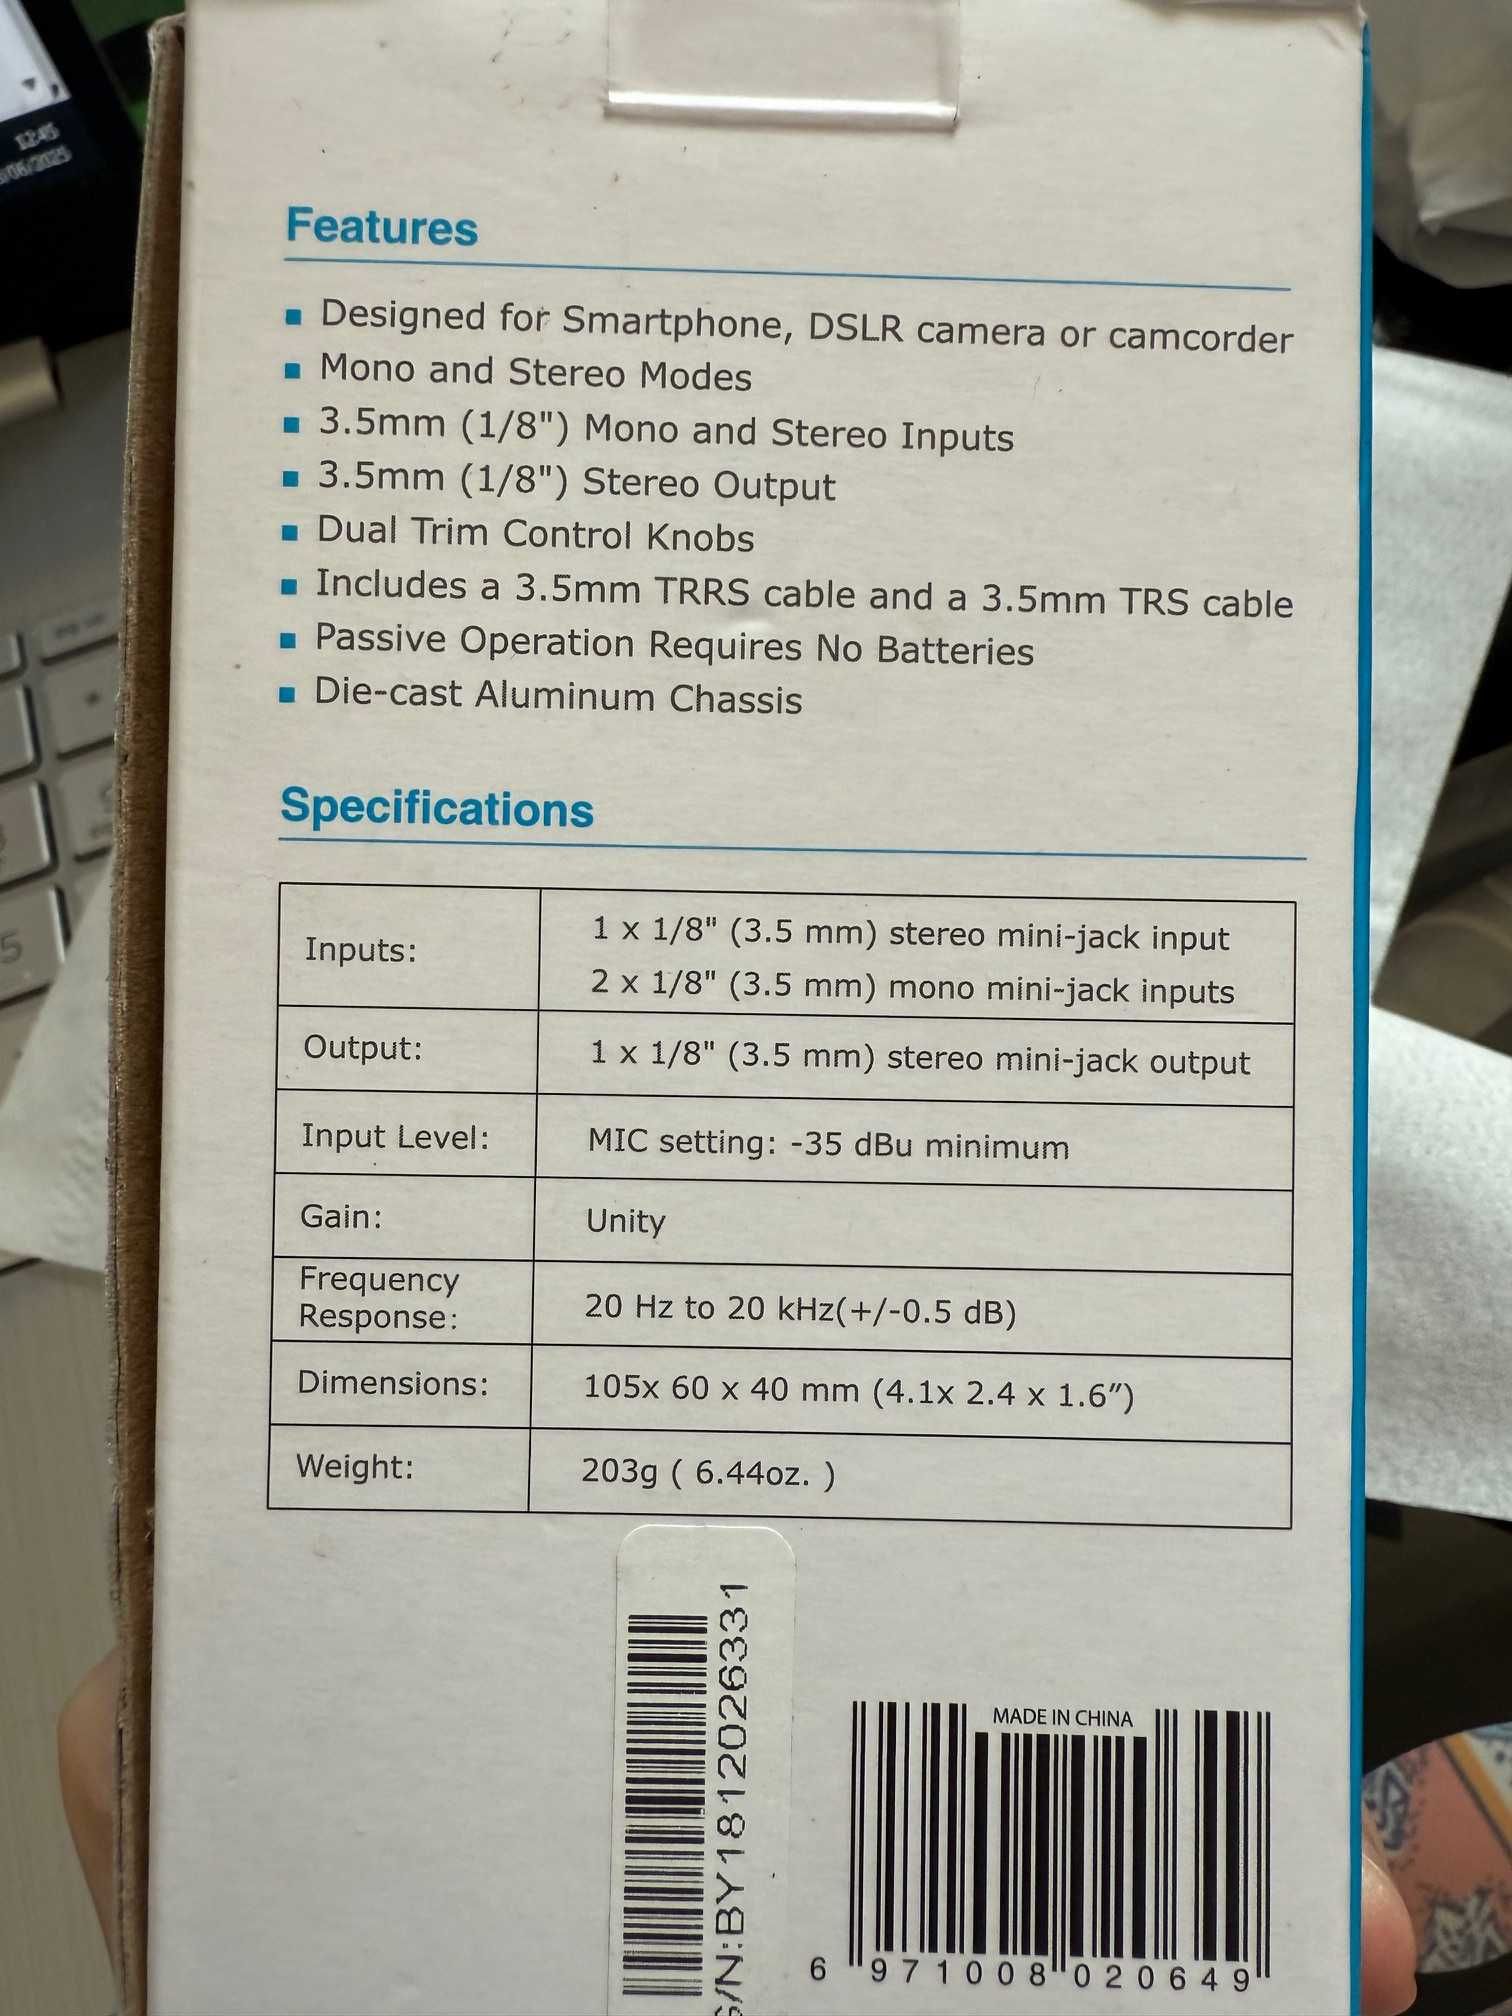 12:45
/06/2025
Features
▪ Designed for Smartphone, DSLR camera or camcorder
▪ Mono and Stereo Modes
▪ 3.5mm (1/8") Mono and Stereo Inputs
▪ 3.5mm (1/8") Stereo Output
▪ Dual Trim Control Knobs
▪ Includes a 3.5mm TRRS cable and a 3.5mm TRS cable
▪ Passive Operation Requires No Batteries
▪ Die-cast Aluminum Chassis
Specifications
Inputs: 1 x 1/8" (3.5 mm) stereo mini-jack input
2 x 1/8" (3.5 mm) mono mini-jack inputs
Output: 1 x 1/8" (3.5 mm) stereo mini-jack output
Input Level: MIC setting: -35 dBu minimum
Gain: Unity
Frequency Response: 20 Hz to 20 kHz(+/-0.5 dB)
Dimensions: 105x 60 x 40 mm (4.1x 2.4 x 1.6″)
Weight: 203g ( 6.44oz. )
S/N:BY1812026331
MADE IN CHINA
6 971008 020649
5